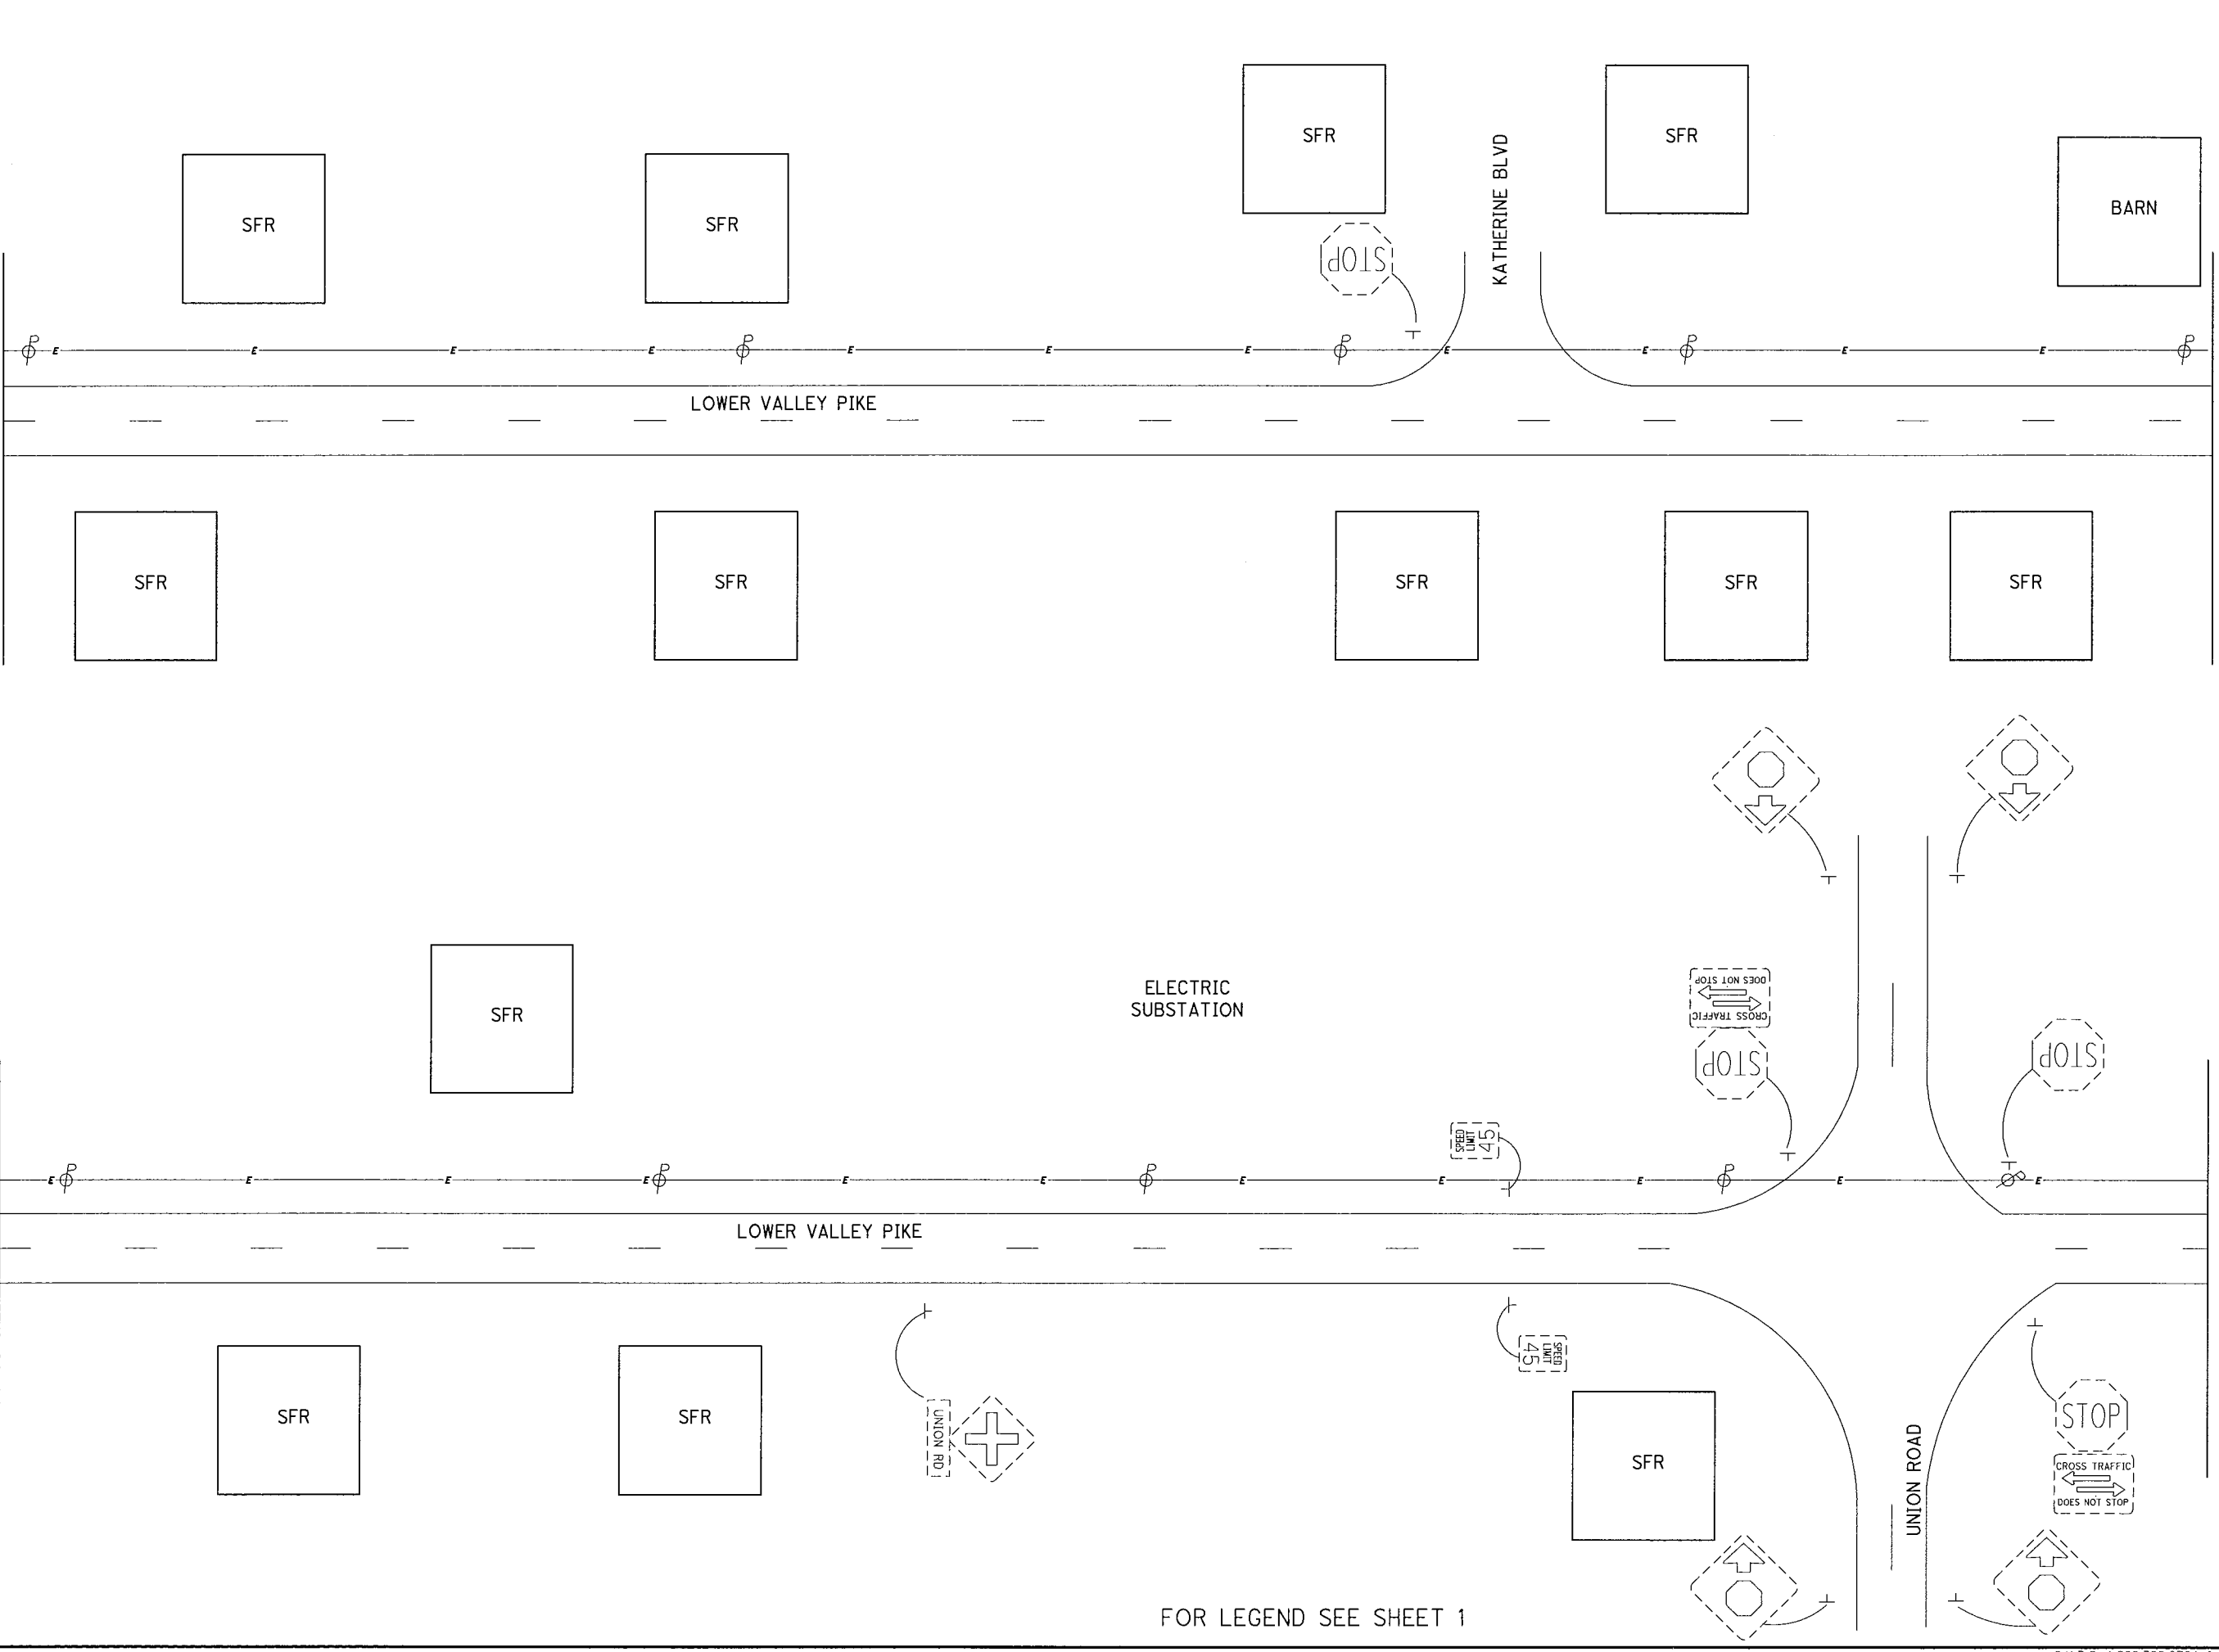 SFR
SFR
KATHERINE BLVD
BARN
SFR
SFR
STOP
P
P
P
P
P
E
E
E
E
E
E
E
E
E
E
E
LOWER VALLEY PIKE
SFR
SFR
SFR
SFR
SFR
DOES NOT STOP
CROSS TRAFFIC
STOP
STOP
ELECTRIC
SUBSTATION
SFR
SPEED
LIMIT
45
P
P
P
P
P
E
E
E
E
E
E
E
E
E
E
E
LOWER VALLEY PIKE
SPEED
LIMIT
45
SFR
SFR
UNION RD
SFR
UNION ROAD
STOP
CROSS TRAFFIC
DOES NOT STOP
FOR LEGEND SEE SHEET 1